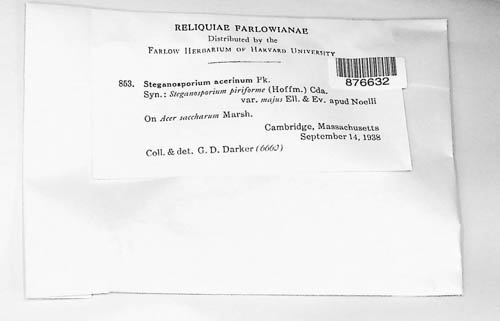 RELIQUIAE FARLOWIANAE
Distributed by the
FARLOW HERBARIUM OF HARVARD UNIVERSITY
876632
853. Steganosporium acerinum Pk.
Syn.: Steganosporium piriforme (Hoffm.) Cda.
var. majus Ell. & Ev. apud Noelli
On Acer saccharum Marsh.
Cambridge, Massachusetts
September 14, 1938
Coll. & det. G. D. Darker